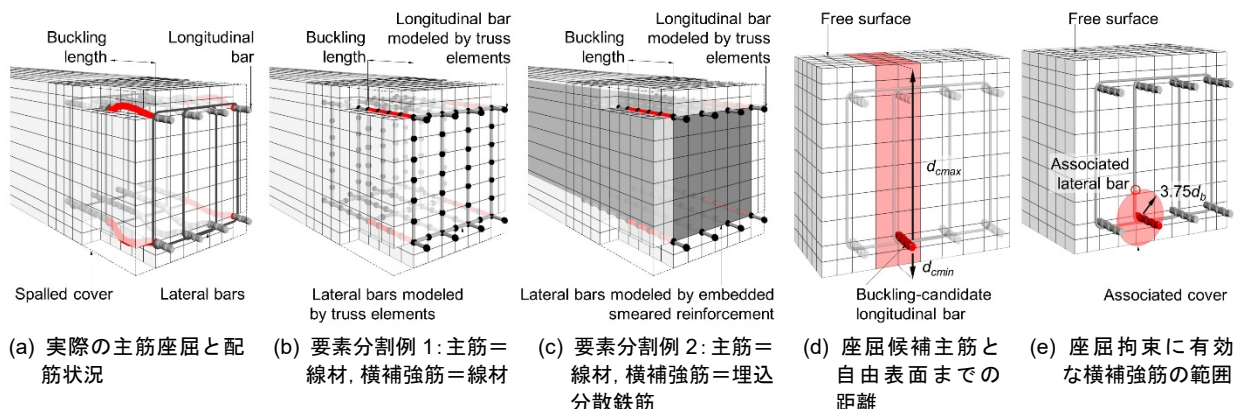 Buckling
length
Longitudinal
bar
Spalled cover
Lateral bars
(a) 実際の主筋座屈と配
筋状況
Longitudinal bar
modeled by truss
elements
Buckling
length
Lateral bars modeled
by truss elements
(b) 要素分割例 1：主筋＝
線材，横補強筋＝線材
Longitudinal bar
modeled by truss
elements
Buckling
length
Lateral bars modeled by embedded
smeared reinforcement
(c) 要素分割例 2：主筋＝
線材，横補強筋＝埋込
分散鉄筋
Free surface
dcmax
dcmin
Buckling-candidate
longitudinal bar
(d) 座屈候補主筋と
自由表面までの
距離
Free surface
Associated
lateral bar
3.75db
Associated cover
(e) 座屈拘束に有効
な横補強筋の範囲